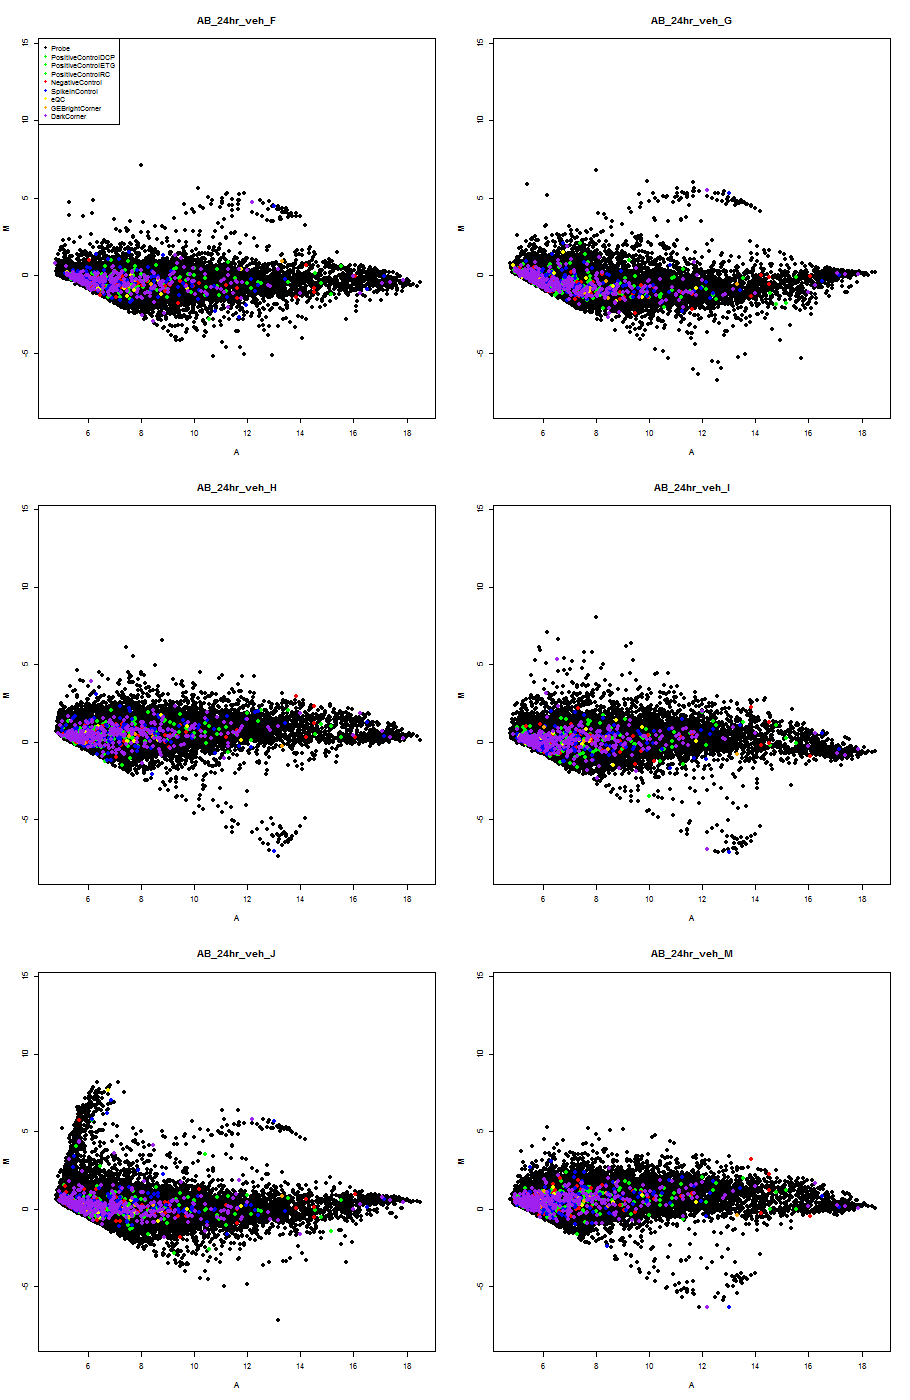 AB_24hr_veh_F
M
15
10
5
0
-5
Probe
PositiveControlDCP
PositiveControlETG
PositiveControlRC
NegativeControl
SpikeInControl
eQC
GEBrightCorner
DarkCorner
6 8 10 12 14 16 18
A
AB_24hr_veh_G
M
15
10
5
0
-5
6 8 10 12 14 16 18
A
AB_24hr_veh_H
M
15
10
5
0
-5
6 8 10 12 14 16 18
A
AB_24hr_veh_I
M
15
10
5
0
-5
6 8 10 12 14 16 18
A
AB_24hr_veh_J
M
15
10
5
0
-5
6 8 10 12 14 16 18
A
AB_24hr_veh_M
M
15
10
5
0
-5
6 8 10 12 14 16 18
A